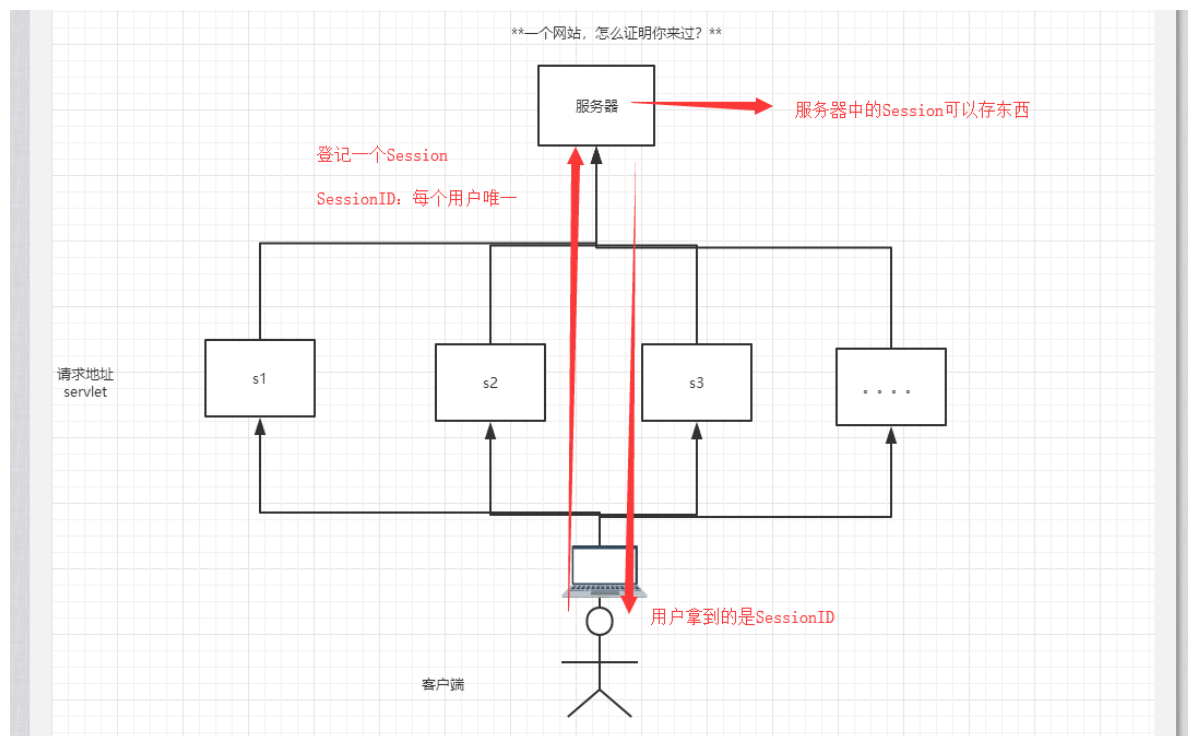 **一个网站，怎么证明你来过？**
服务器
服务器中的Session可以存东西
登记一个Session
SessionID：每个用户唯一
请求地址
servlet
s1
s2
s3
。。。。
用户拿到的是SessionID
客户端